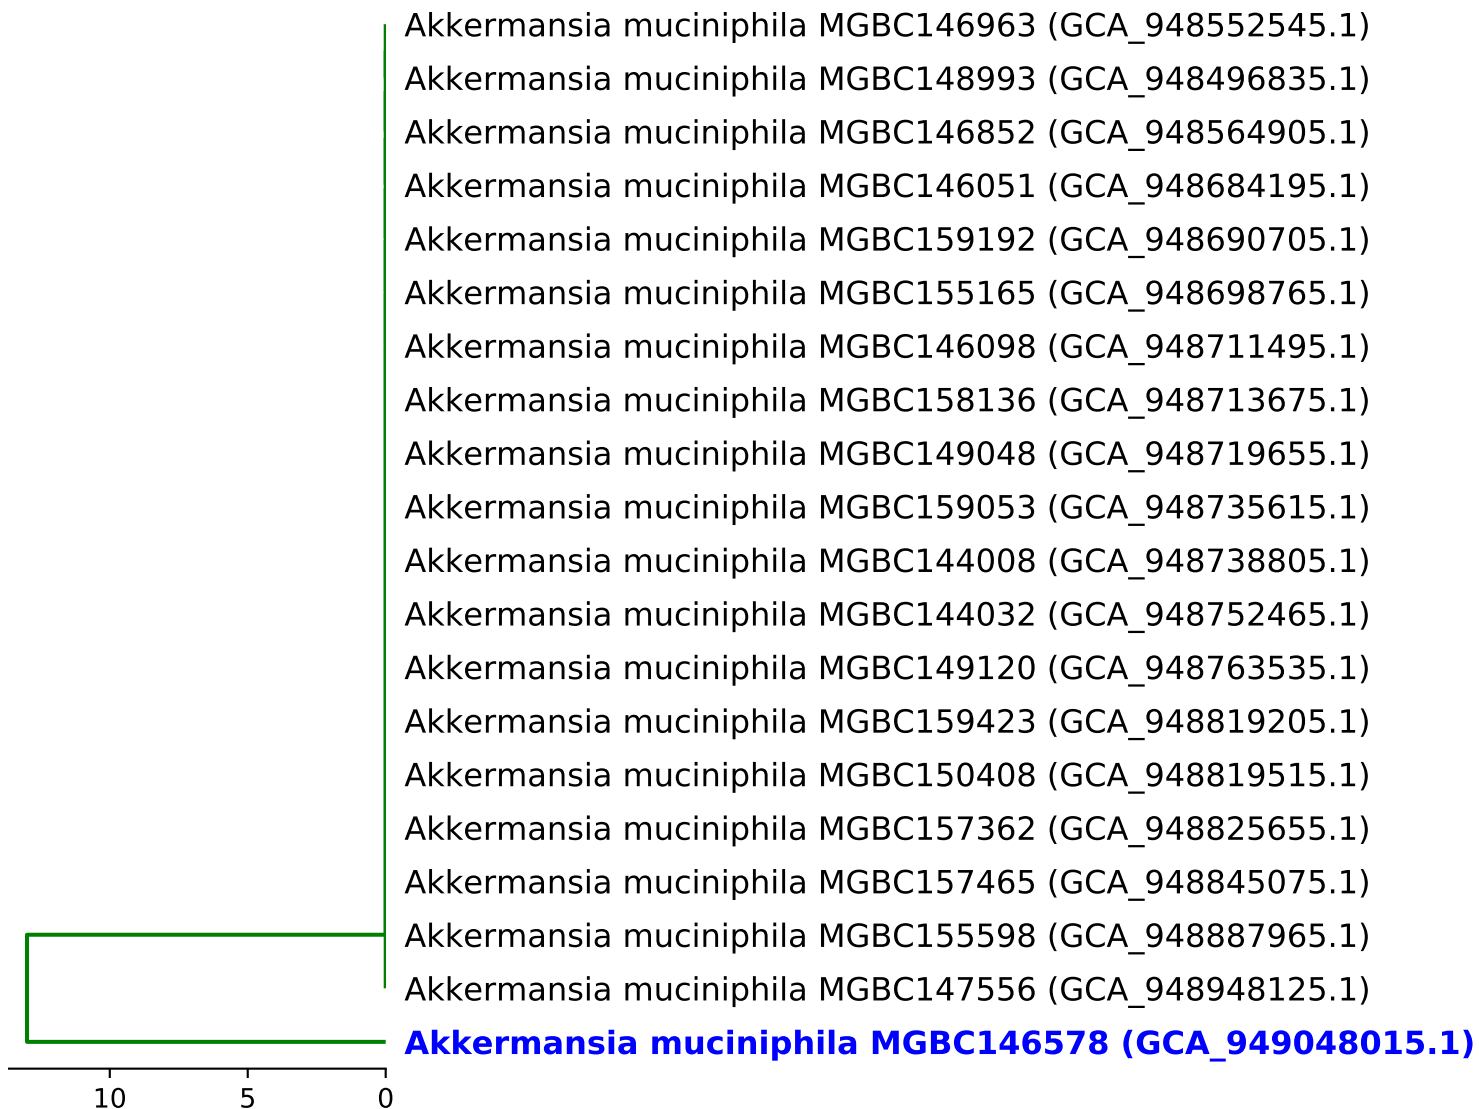 Akkermansia muciniphila MGBC146963 (GCA_948552545.1)
Akkermansia muciniphila MGBC148993 (GCA_948496835.1)
Akkermansia muciniphila MGBC146852 (GCA_948564905.1)
Akkermansia muciniphila MGBC146051 (GCA_948684195.1)
Akkermansia muciniphila MGBC159192 (GCA_948690705.1)
Akkermansia muciniphila MGBC155165 (GCA_948698765.1)
Akkermansia muciniphila MGBC146098 (GCA_948711495.1)
Akkermansia muciniphila MGBC158136 (GCA_948713675.1)
Akkermansia muciniphila MGBC149048 (GCA_948719655.1)
Akkermansia muciniphila MGBC159053 (GCA_948735615.1)
Akkermansia muciniphila MGBC144008 (GCA_948738805.1)
Akkermansia muciniphila MGBC144032 (GCA_948752465.1)
Akkermansia muciniphila MGBC149120 (GCA_948763535.1)
Akkermansia muciniphila MGBC159423 (GCA_948819205.1)
Akkermansia muciniphila MGBC150408 (GCA_948819515.1)
Akkermansia muciniphila MGBC157362 (GCA_948825655.1)
Akkermansia muciniphila MGBC157465 (GCA_948845075.1)
Akkermansia muciniphila MGBC155598 (GCA_948887965.1)
Akkermansia muciniphila MGBC147556 (GCA_948948125.1)
Akkermansia muciniphila MGBC146578 (GCA_949048015.1)
10 5 0